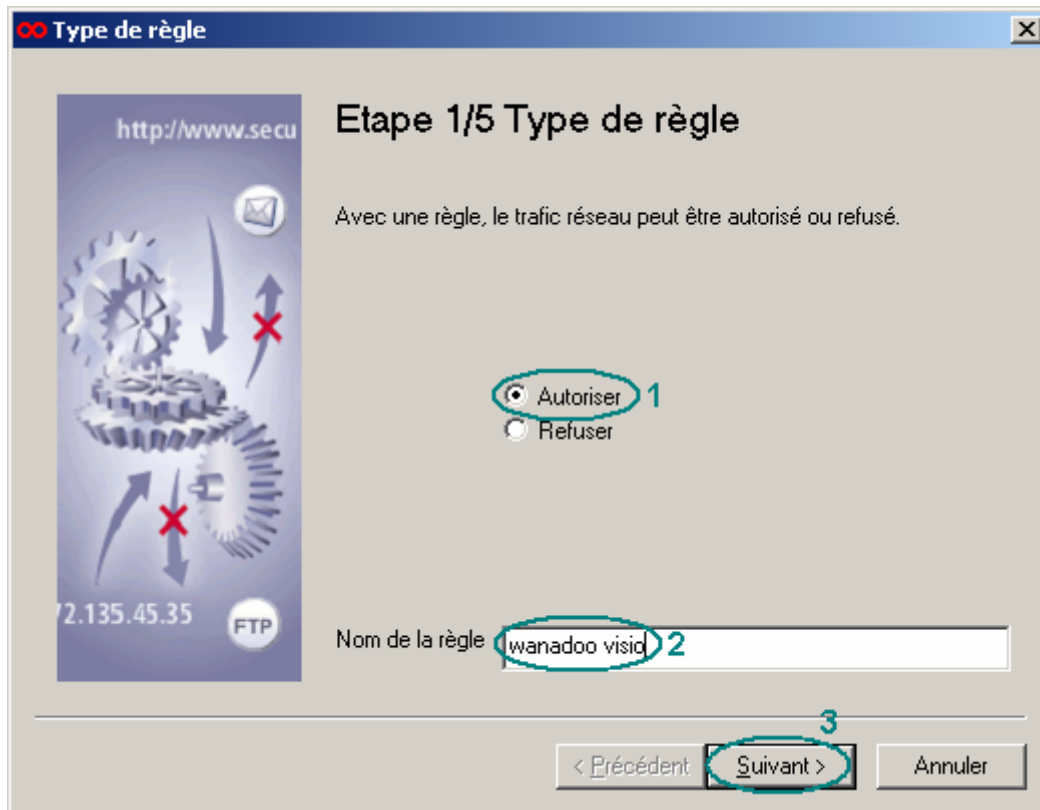 Type de règle
http://www.secu
Etape 1/5 Type de règle
Avec une règle, le trafic réseau peut être autorisé ou refusé.
Autoriser 1
Refuser
72.135.45.35
FTP
Nom de la règle wanadoo visio 2
3
< Précédent Suivant > Annuler